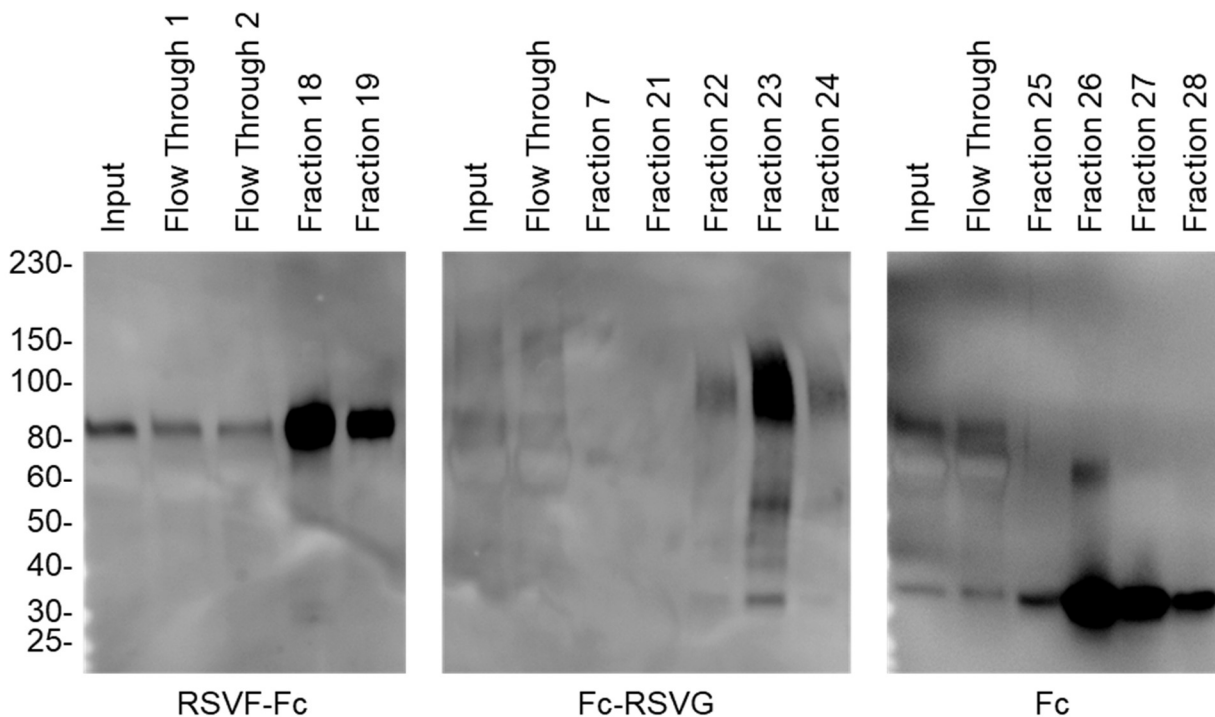 Input
Flow Through 1
Flow Through 2
Fraction 18
Fraction 19
Input
Flow Through
Fraction 7
Fraction 21
Fraction 22
Fraction 23
Fraction 24
Input
Flow Through
Fraction 25
Fraction 26
Fraction 27
Fraction 28
230-
150-
100-
80-
60-
50-
40-
30-
25-
RSVF-Fc
Fc-RSVG
Fc